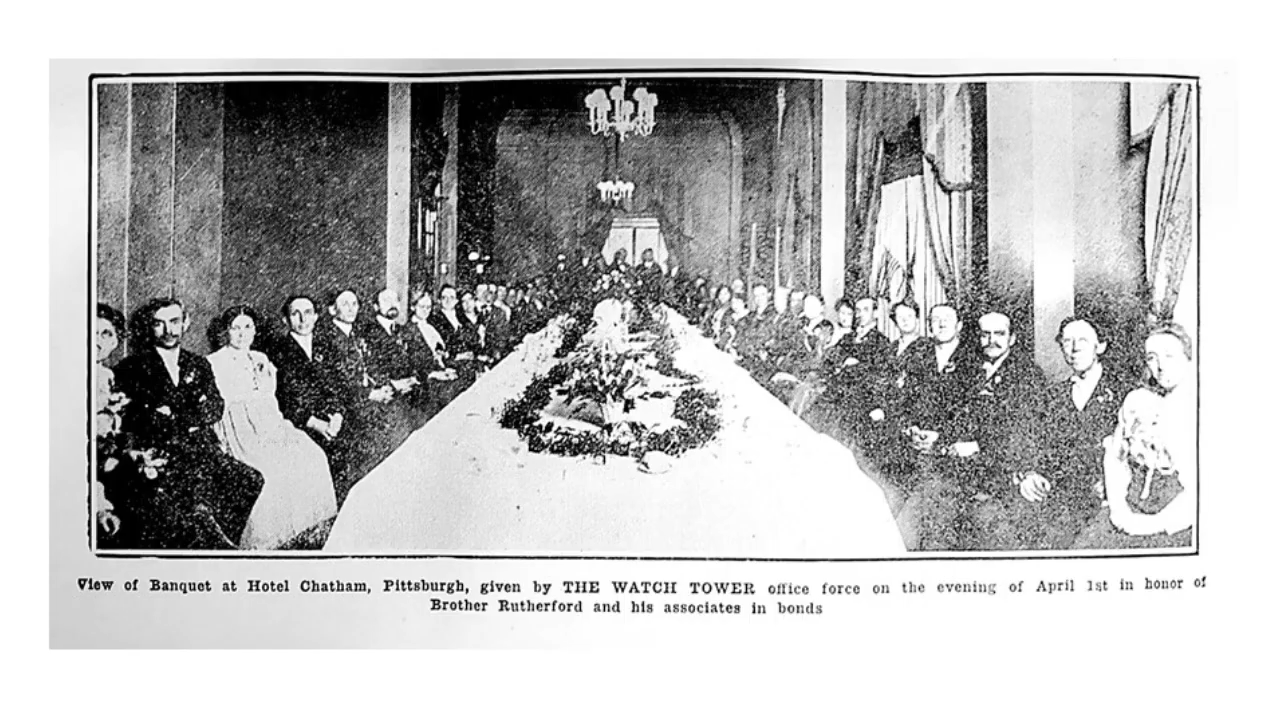 View of Banquet at Hotel Chatham, Pittsburgh, given by THE WATCH TOWER office force on the evening of April 1st in honor of
Brother Rutherford and his associates in bonds